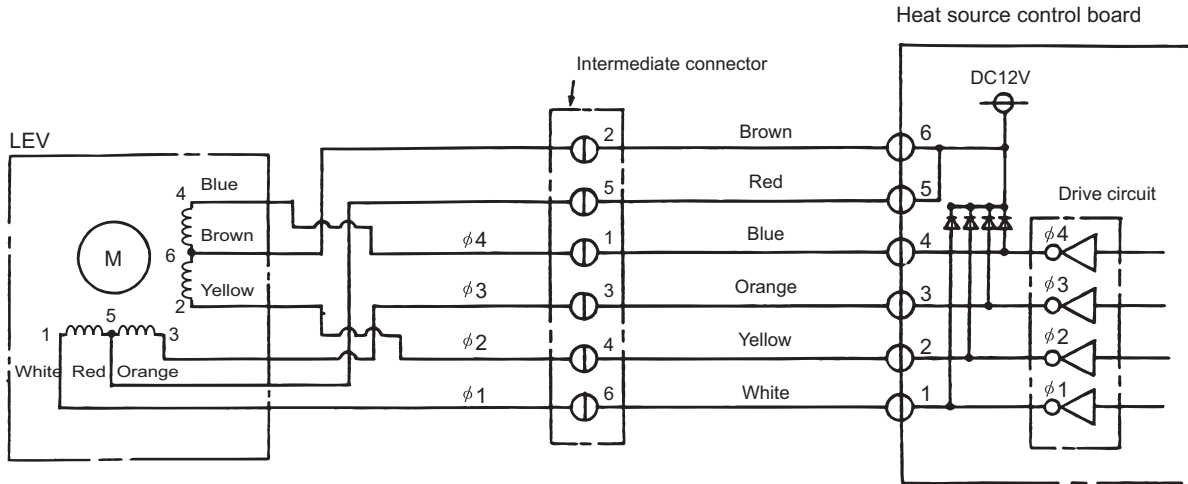 Heat source control board
Intermediate connector
DC12V
LEV
2 Brown 6
4 Blue
5 Red 5
Drive circuit
M
6 Brown
ϕ4 1 Blue 4 ϕ4
2 Yellow
ϕ3 3 Orange 3 ϕ3
1 5 3
ϕ2 4 Yellow 2 ϕ2
White Red Orange
ϕ1 6 White 1 ϕ1